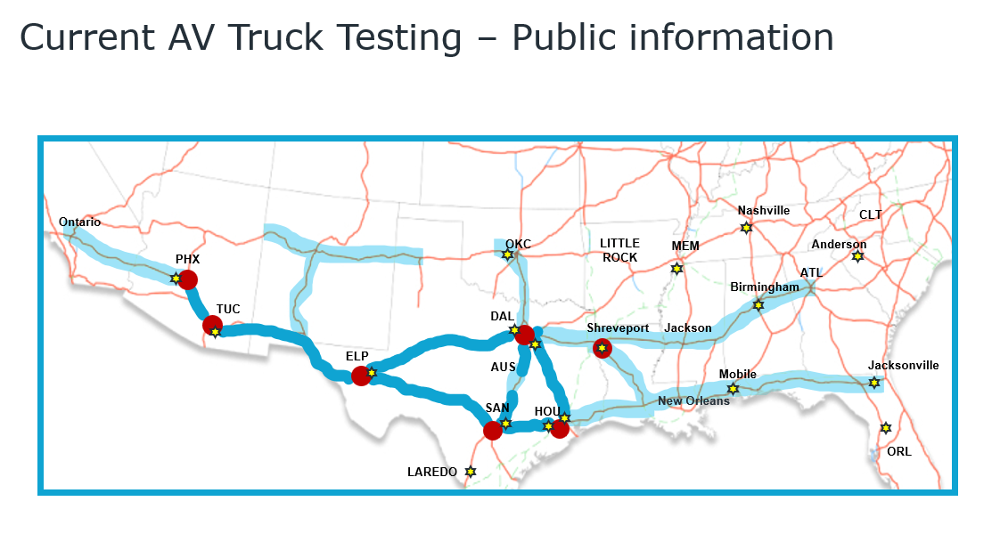 Current AV Truck Testing – Public information
Nashville
CLT
Ontario
OKC
LITTLE
ROCK
MEM
Anderson
PHX
ATL
Birmingham
TUC
DAL
Shreveport
Jackson
ELP
AUS
Jacksonville
Mobile
New Orleans
SAN
HOU
ORL
LAREDO